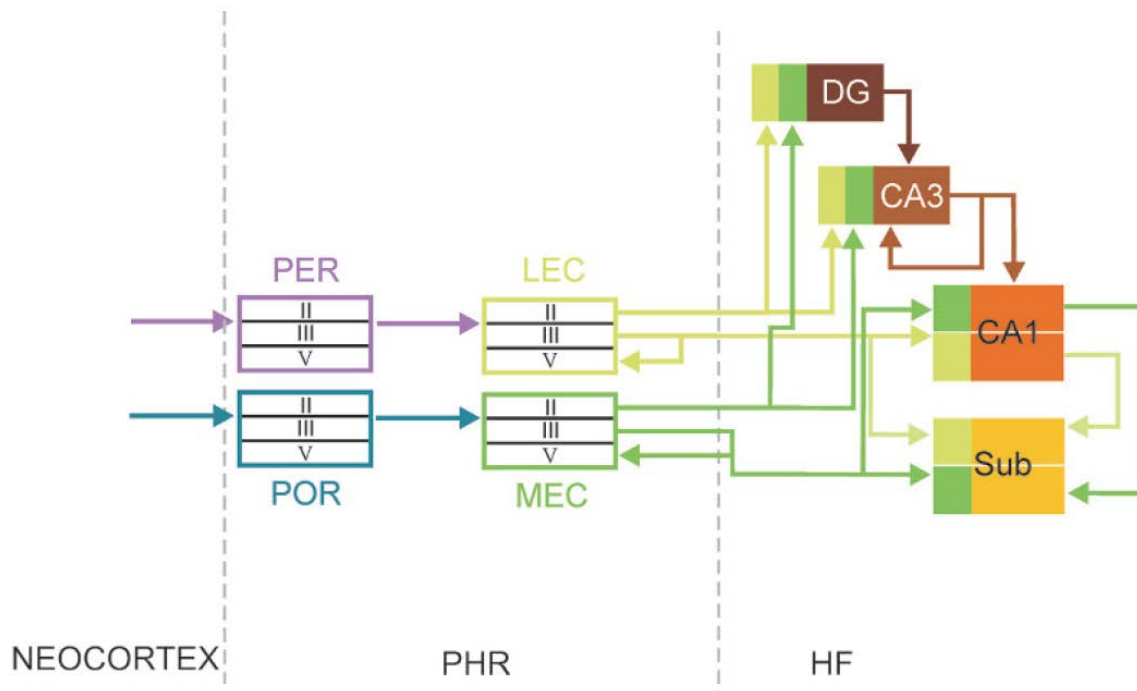 DG
CA3
PER
LEC
II
III
V
II
III
V
CA1
POR
MEC
II
III
V
II
III
V
Sub
NEOCORTEX
PHR
HF